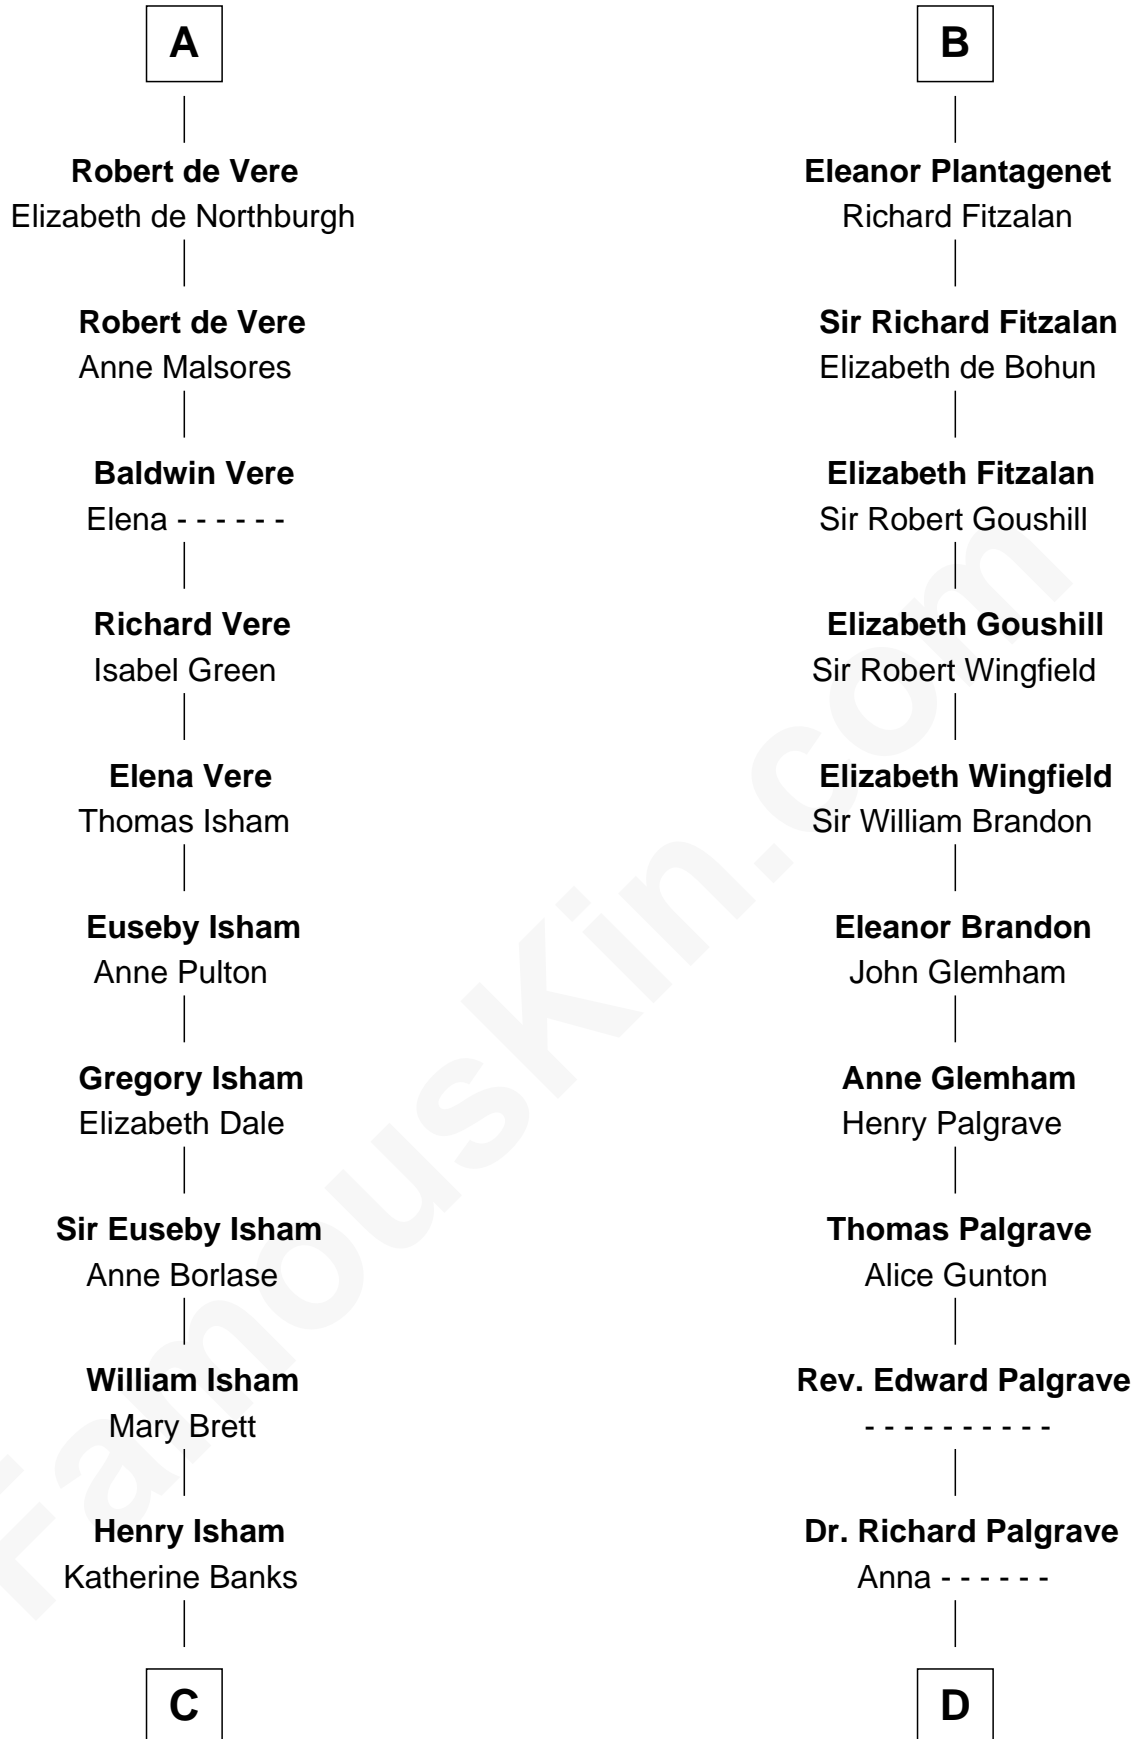 A
Robert de Vere
Elizabeth de Northburgh
Robert de Vere
Anne Malsores
Baldwin Vere
Elena - - - - - -
Richard Vere
Isabel Green
Elena Vere
Thomas Isham
Euseby Isham
Anne Pulton
Gregory Isham
Elizabeth Dale
Sir Euseby Isham
Anne Borlase
William Isham
Mary Brett
Henry Isham
Katherine Banks
C
B
Eleanor Plantagenet
Richard Fitzalan
Sir Richard Fitzalan
Elizabeth de Bohun
Elizabeth Fitzalan
Sir Robert Goushill
Elizabeth Goushill
Sir Robert Wingfield
Elizabeth Wingfield
Sir William Brandon
Eleanor Brandon
John Glemham
Anne Glemham
Henry Palgrave
Thomas Palgrave
Alice Gunton
Rev. Edward Palgrave
- - - - - - - - - -
Dr. Richard Palgrave
Anna - - - - - -
D
FamousKin.com